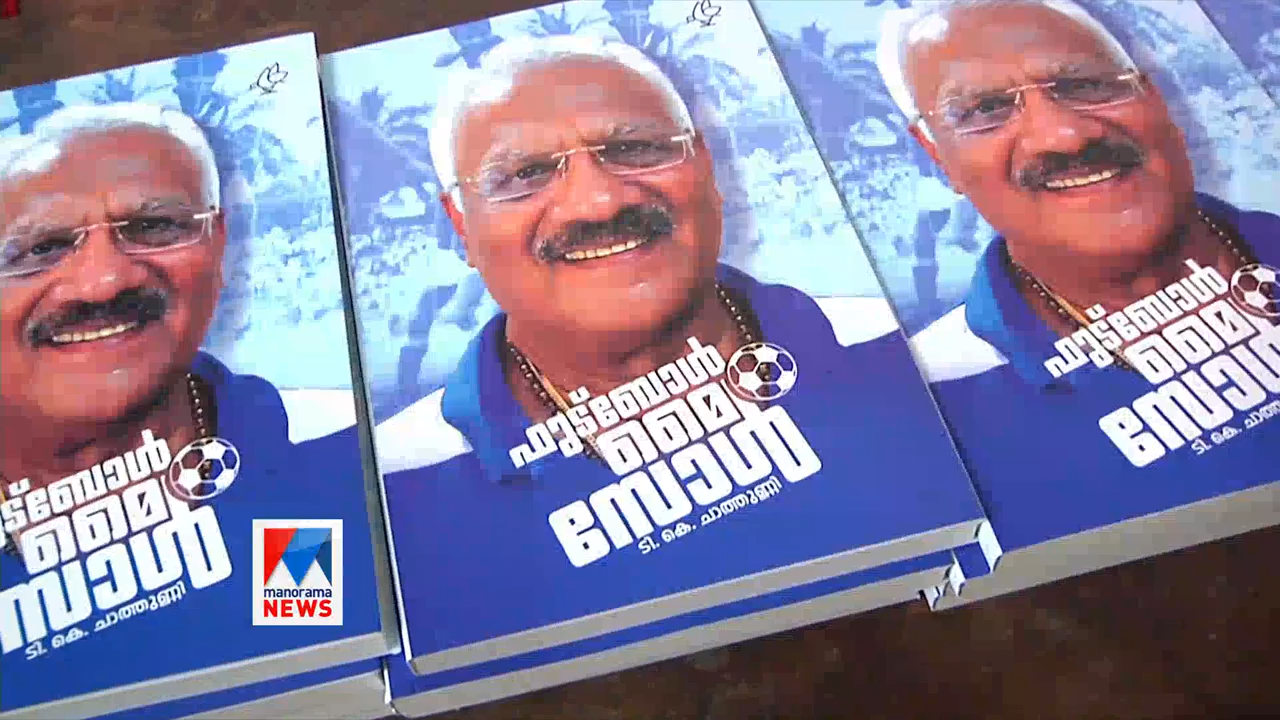 ഫുട്ബോൾ
മൈ
സോൾ
ടി. കെ. ചാത്തുണ്ണി
ഫുട്ബോൾ
മൈ
സോൾ
ടി. കെ. ചാത്തുണ്ണി
ഫുട്ബോൾ
മൈ
സോൾ
ടി. കെ.
manorama
NEWS